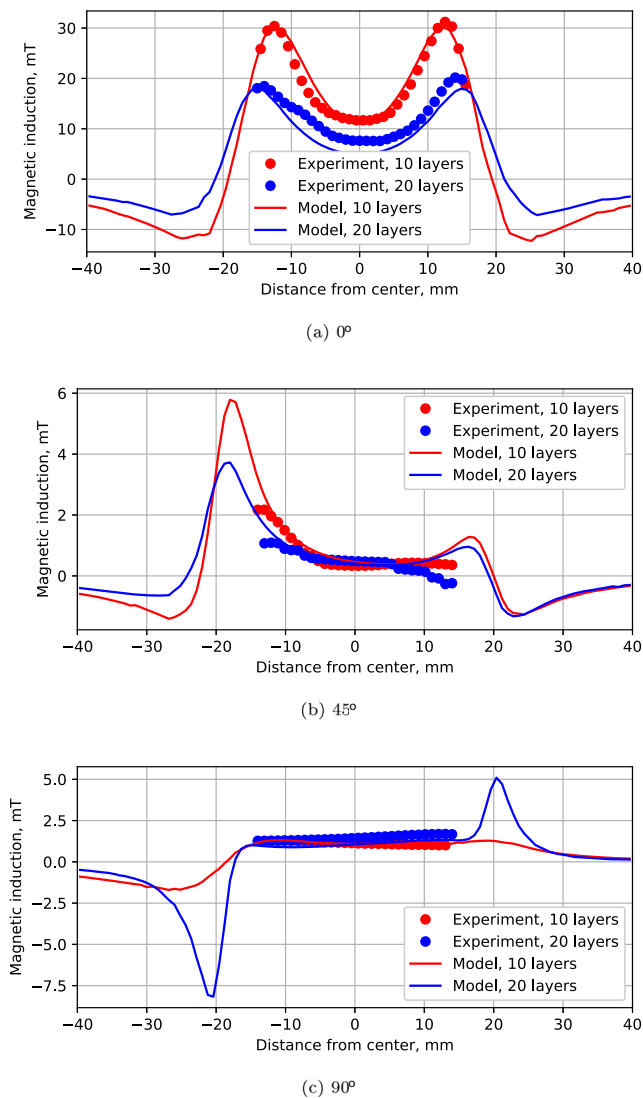 30
20
10
0
−10
Magnetic induction, mT
Experiment, 10 layers
Experiment, 20 layers
Model, 10 layers
Model, 20 layers
−40 −30 −20 −10 0 10 20 30 40
Distance from center, mm
(a) 0º
6
4
2
0
Magnetic induction, mT
Experiment, 10 layers
Experiment, 20 layers
Model, 10 layers
Model, 20 layers
−40 −30 −20 −10 0 10 20 30 40
Distance from center, mm
(b) 45º
5.0
2.5
0.0
−2.5
−5.0
−7.5
Magnetic induction, mT
Experiment, 10 layers
Experiment, 20 layers
Model, 10 layers
Model, 20 layers
−40 −30 −20 −10 0 10 20 30 40
Distance from center, mm
(c) 90º